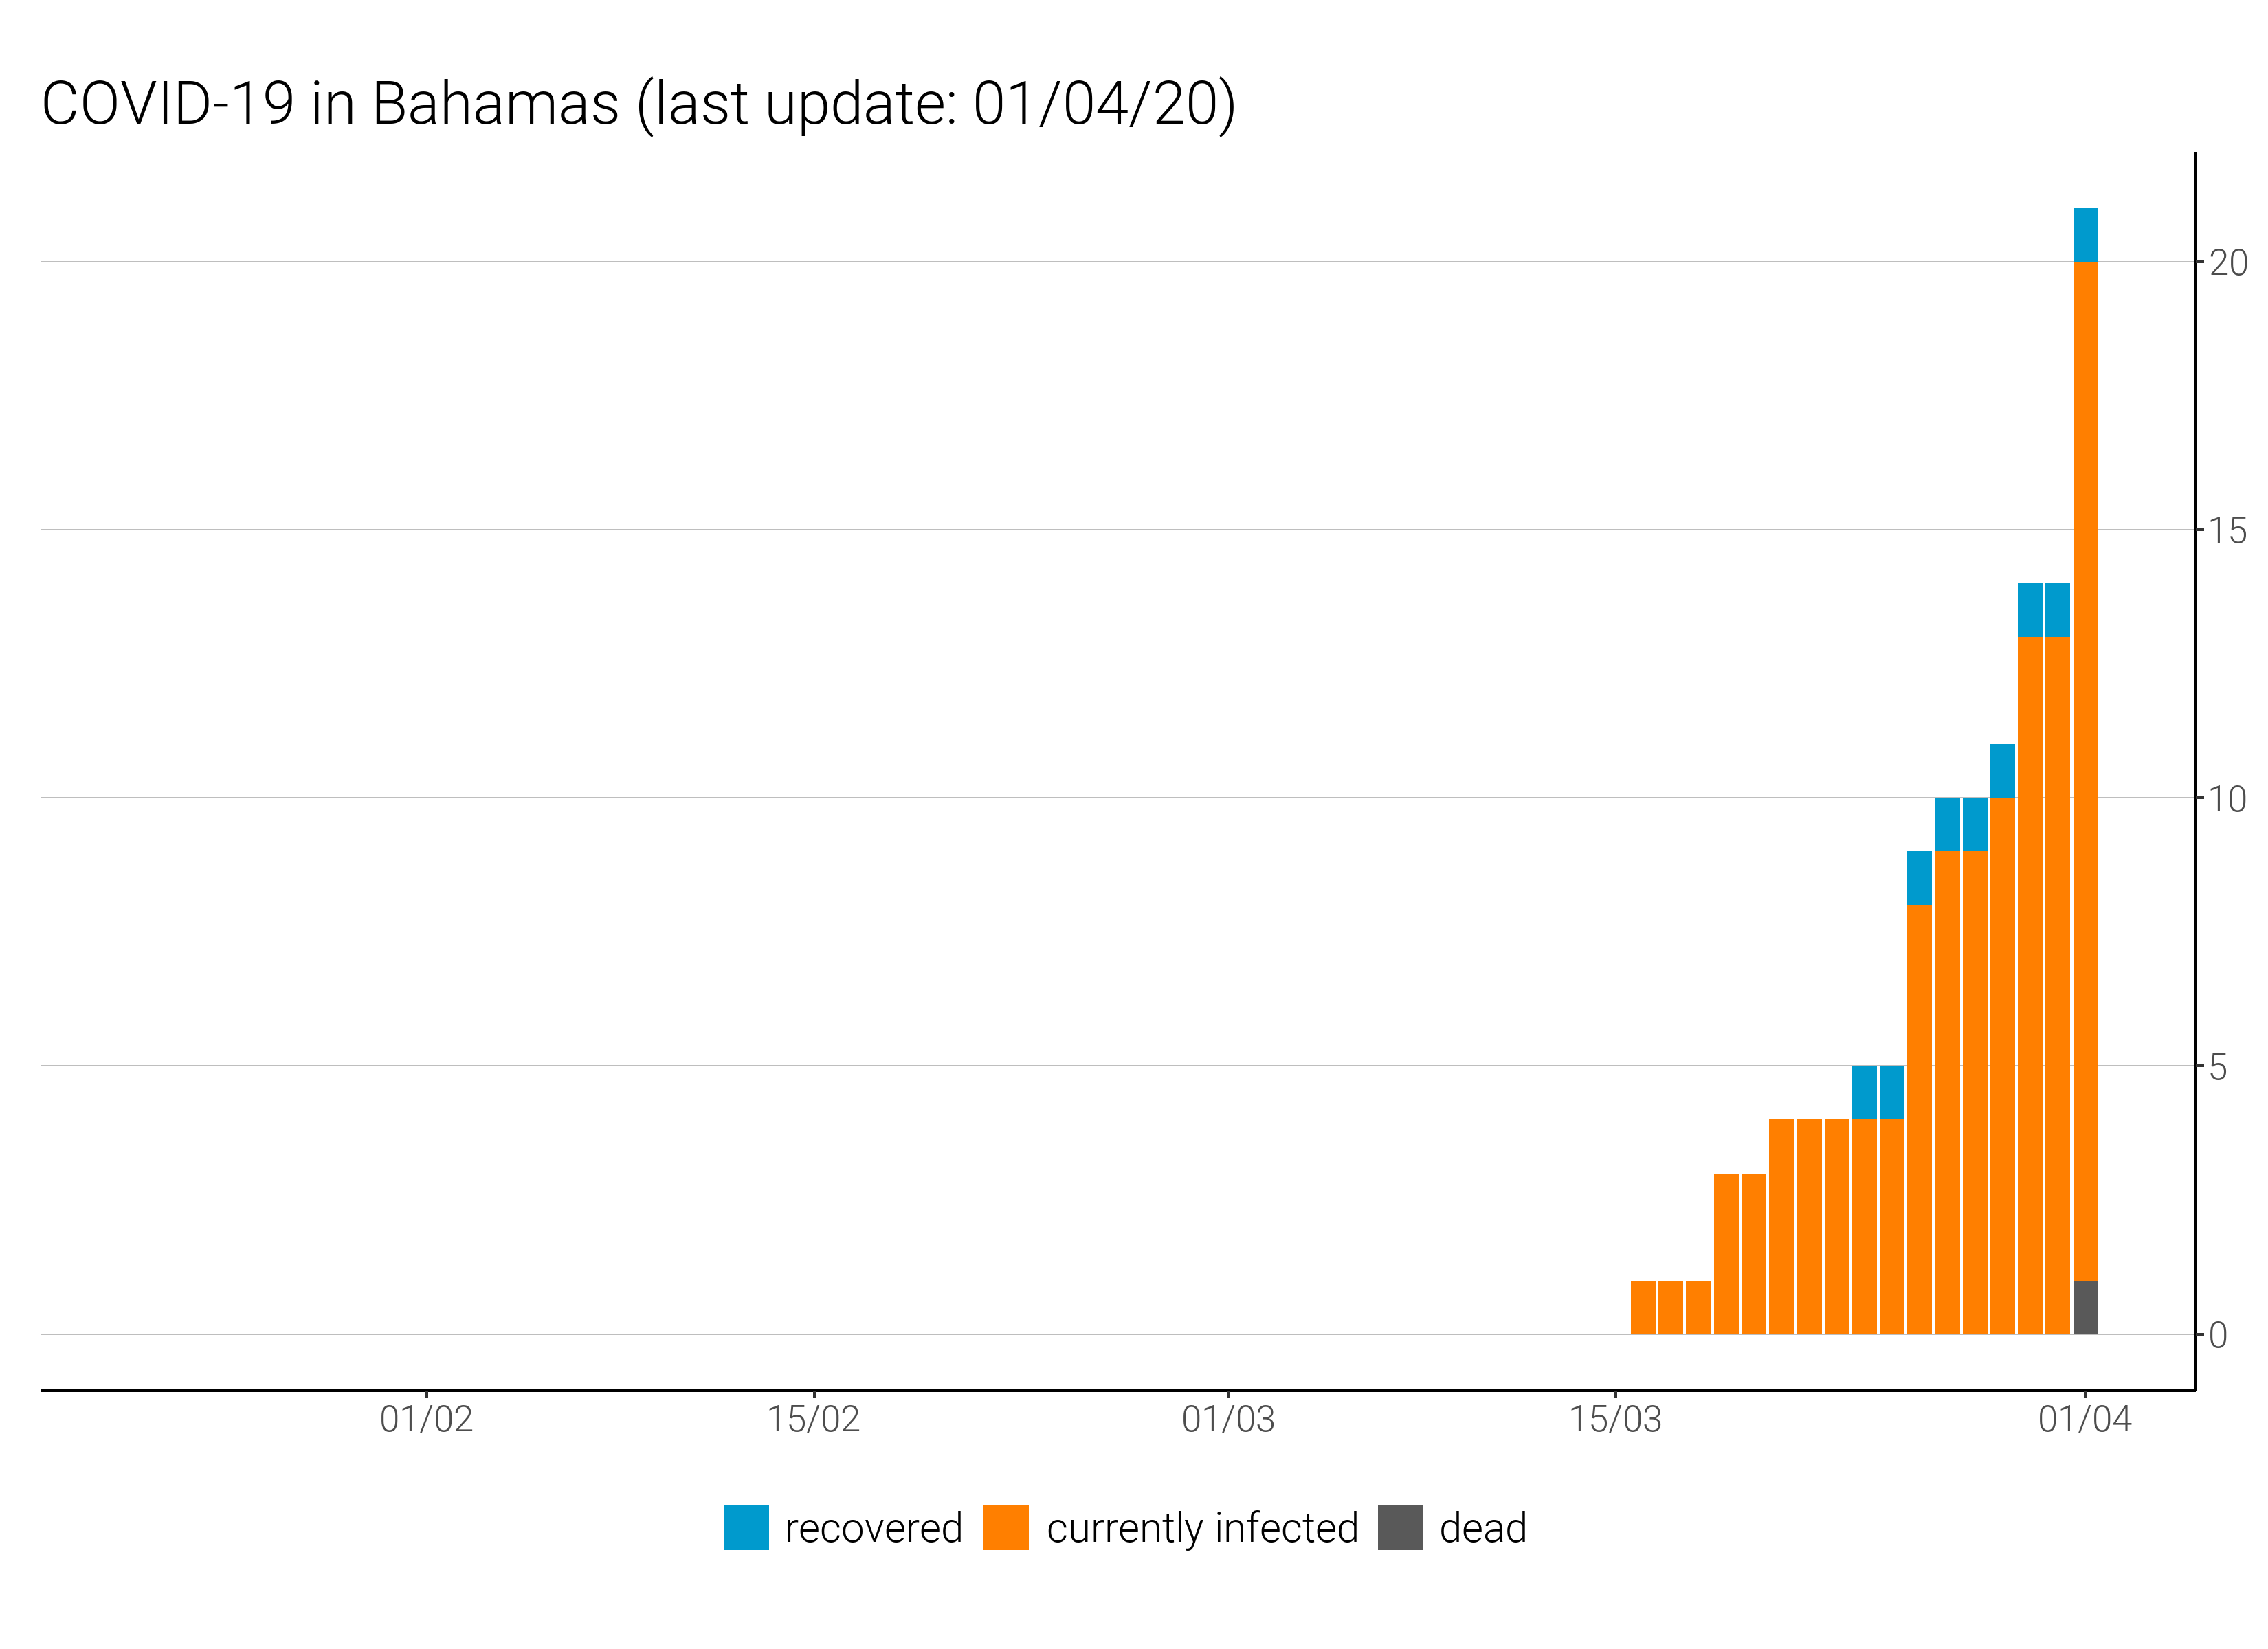 COVID-19 in Bahamas (last update: 01/04/20)
20
15
10
5
0
01/02 15/02 01/03 15/03 01/04
recovered currently infected dead